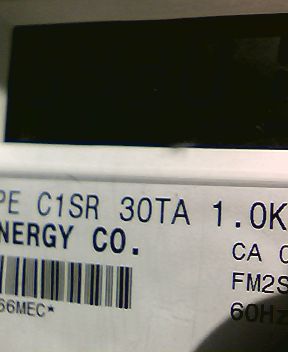 PE C1SR 30TA 1.0K
NERGY CO.
CA
FM2S
66MEC*
60Hz